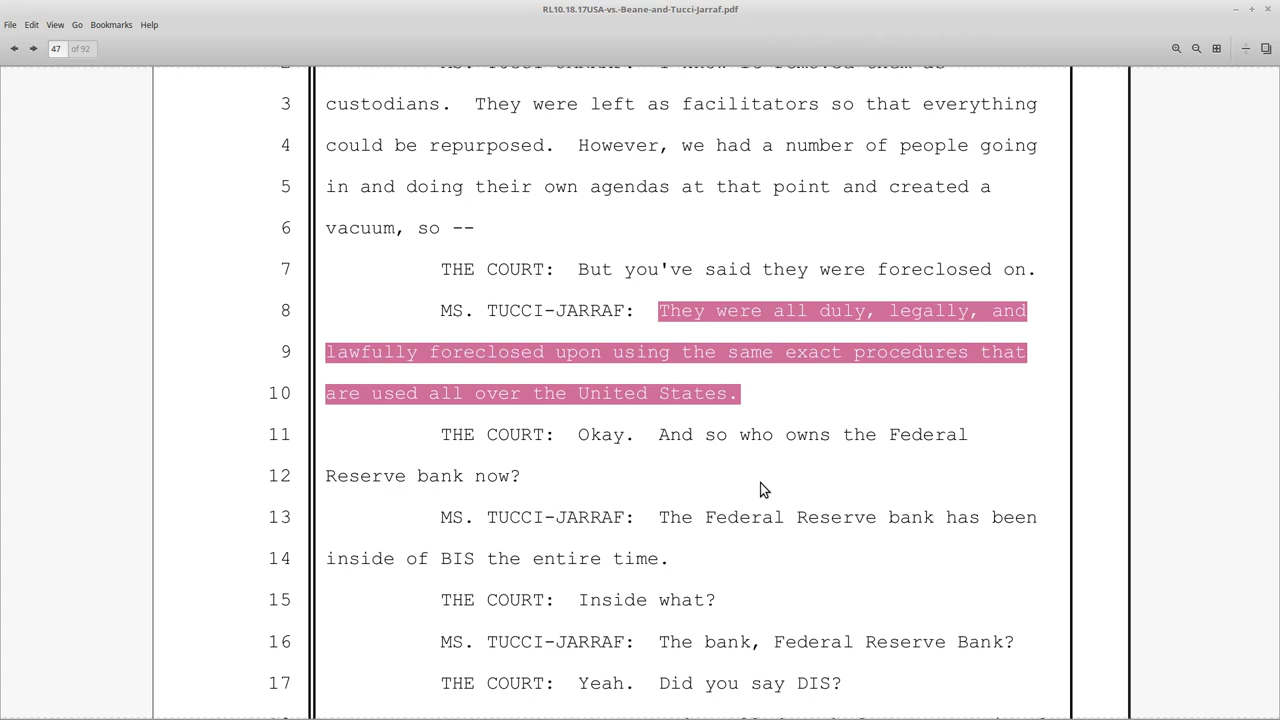 RL10.18.17USA-vs.-Beane-and-Tucci-Jarraf.pdf
File Edit View Go Bookmarks Help
47 of 92
3 custodians. They were left as facilitators so that everything
4 could be repurposed. However, we had a number of people going
5 in and doing their own agendas at that point and created a
6 vacuum, so --
7 THE COURT: But you've said they were foreclosed on.
8 MS. TUCCI-JARRAF: They were all duly, legally, and
9 lawfully foreclosed upon using the same exact procedures that
10 are used all over the United States.
11 THE COURT: Okay. And so who owns the Federal
12 Reserve bank now?
13 MS. TUCCI-JARRAF: The Federal Reserve bank has been
14 inside of BIS the entire time.
15 THE COURT: Inside what?
16 MS. TUCCI-JARRAF: The bank, Federal Reserve Bank?
17 THE COURT: Yeah. Did you say DIS?